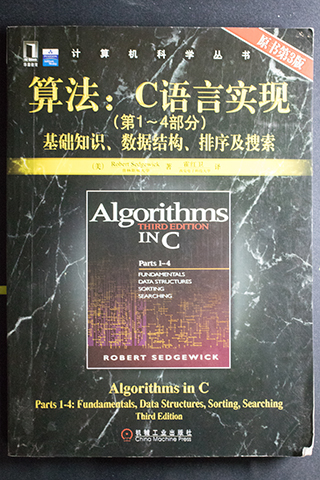 计算机科学丛书
原书第3版
算法：C语言实现
（第1～4部分）
基础知识、数据结构、排序及搜索
(美) Robert Sedgewick 著 译
Algorithms
THIRD EDITION
IN C
Parts 1–4
FUNDAMENTALS
DATA STRUCTURES
SORTING
SEARCHING
ROBERT SEDGEWICK
Algorithms in C
Parts 1-4: Fundamentals, Data Structures, Sorting, Searching
Third Edition
机械工业出版社
China Machine Press